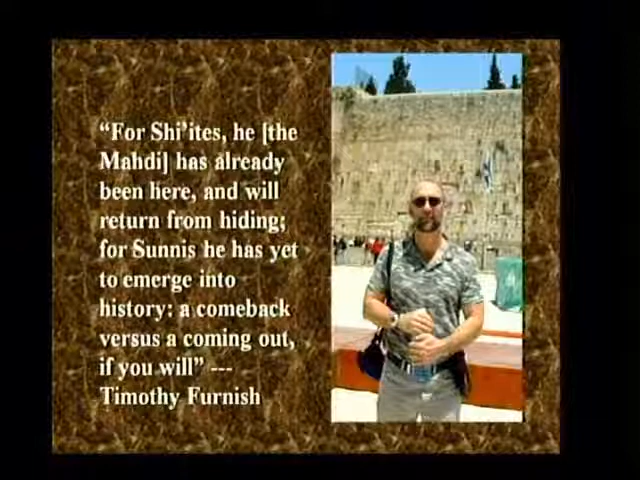 “For Shi’ites, he [the
Mahdi] has already
been here, and will
return from hiding;
for Sunnis he has yet
to emerge into
history: a comeback
versus a coming out,
if you will” ---
Timothy Furnish